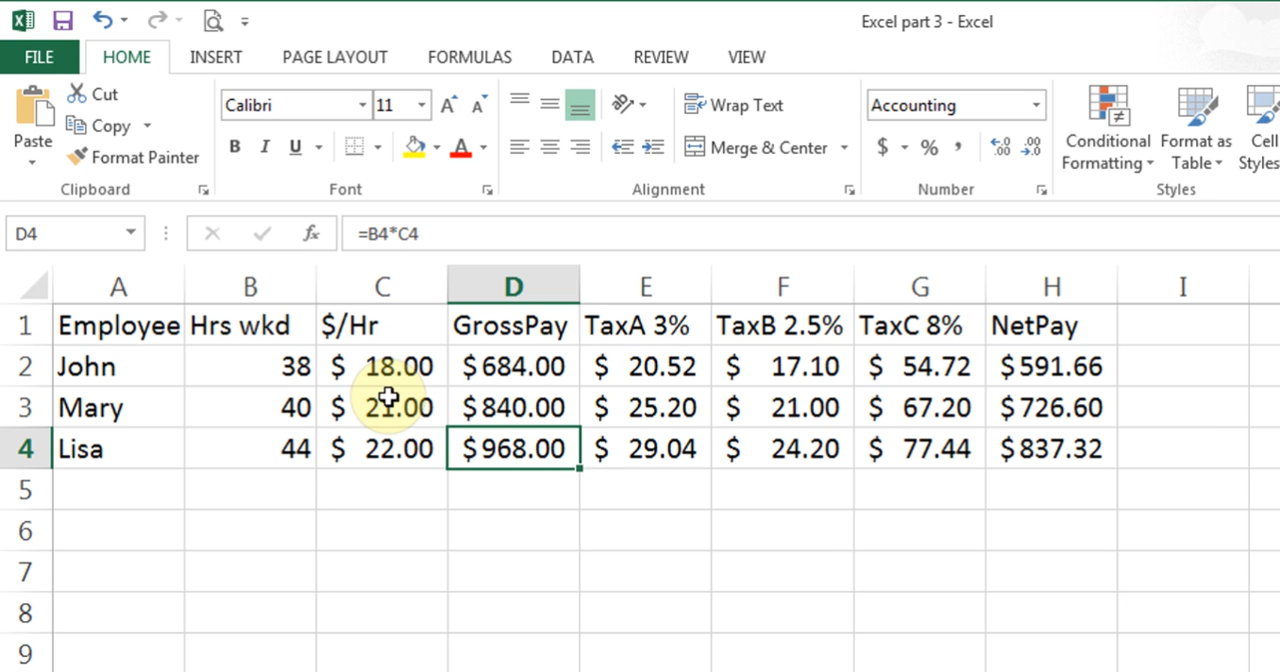 Excel part 3 - Excel
FILE HOME INSERT PAGE LAYOUT FORMULAS DATA REVIEW VIEW
Paste
Cut
Copy
Format Painter
Clipboard
Calibri 11 A A
B I U A
Font
Wrap Text
Merge & Center
Alignment
Accounting
$ % , .0 .00 .00 .0
Number
Conditional Formatting
Format as Table
Cell Styles
Styles
D4 fx =B4*C4
A B C D E F G H I
1 Employee Hrs wkd $/Hr GrossPay TaxA 3% TaxB 2.5% TaxC 8% NetPay
2 John 38 $ 18.00 $684.00 $ 20.52 $ 17.10 $ 54.72 $591.66
3 Mary 40 $ 21.00 $840.00 $ 25.20 $ 21.00 $ 67.20 $726.60
4 Lisa 44 $ 22.00 $968.00 $ 29.04 $ 24.20 $ 77.44 $837.32
5
6
7
8
9